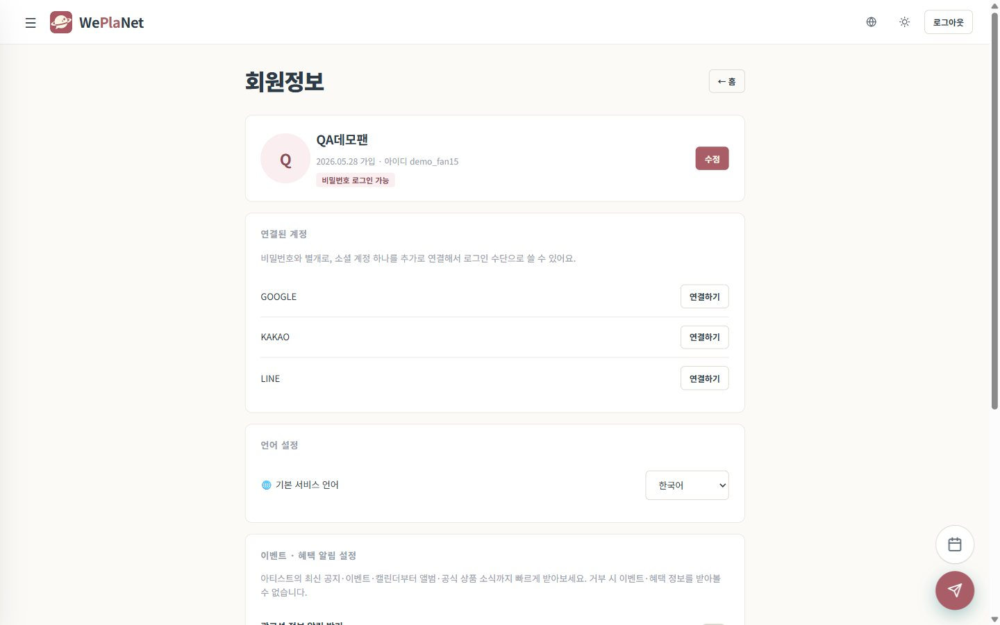 WePlaNet
로그아웃
회원정보
← 홈
Q
QA데모팬
2026.05.28 가입 · 아이디 demo_fan15
비밀번호 로그인 가능
수정
연결된 계정
비밀번호와 별개로, 소셜 계정 하나를 추가로 연결해서 로그인 수단으로 쓸 수 있어요.
GOOGLE
연결하기
KAKAO
연결하기
LINE
연결하기
언어 설정
기본 서비스 언어
한국어
이벤트 · 혜택 알림 설정
아티스트의 최신 공지·이벤트·캘린더부터 앨범·공식 상품 소식까지 빠르게 받아보세요. 거부 시 이벤트·혜택 정보를 받아볼
수 없습니다.